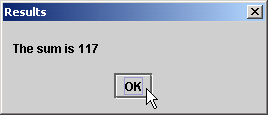 Results
The sum is 117
OK